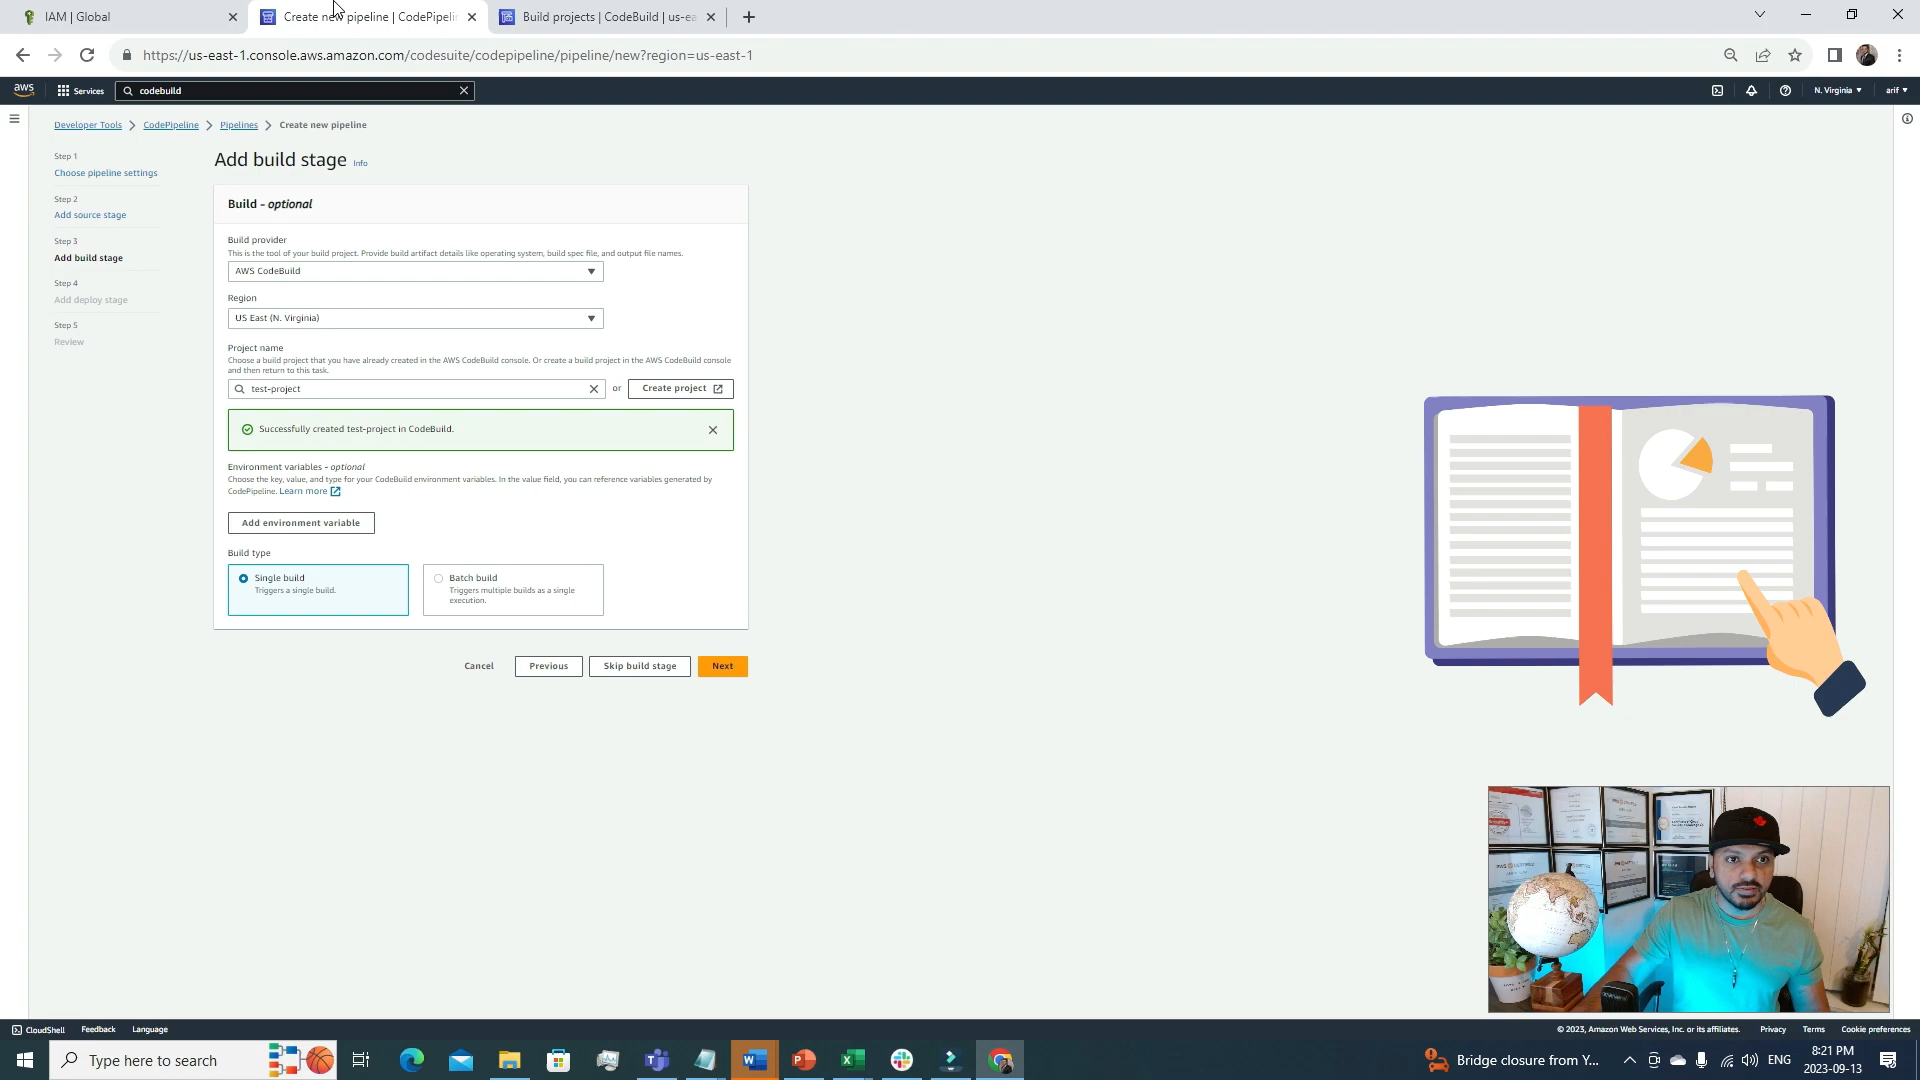 IAM | Global
Create new pipeline | CodePipelin
Build projects | CodeBuild | us-ea
https://us-east-1.console.aws.amazon.com/codesuite/codepipeline/pipeline/new?region=us-east-1
aws
Services
codebuild
N. Virginia
arif
Developer Tools
CodePipeline
Pipelines
Create new pipeline
Step 1
Choose pipeline settings
Step 2
Add source stage
Step 3
Add build stage
Step 4
Add deploy stage
Step 5
Review
Add build stage Info
Build - optional
Build provider
This is the tool of your build project. Provide build artifact details like operating system, build spec file, and output file names.
AWS CodeBuild
Region
US East (N. Virginia)
Project name
Choose a build project that you have already created in the AWS CodeBuild console. Or create a build project in the AWS CodeBuild console
and then return to this task.
test-project
or
Create project
Successfully created test-project in CodeBuild.
Environment variables - optional
Choose the key, value, and type for your CodeBuild environment variables. In the value field, you can reference variables generated by
CodePipeline. Learn more
Add environment variable
Build type
Single build
Triggers a single build.
Batch build
Triggers multiple builds as a single
execution.
Cancel
Previous
Skip build stage
Next
CloudShell
Feedback
Language
© 2023, Amazon Web Services, Inc. or its affiliates.
Privacy
Terms
Cookie preferences
Type here to search
Bridge closure from Y...
ENG
8:21 PM
2023-09-13